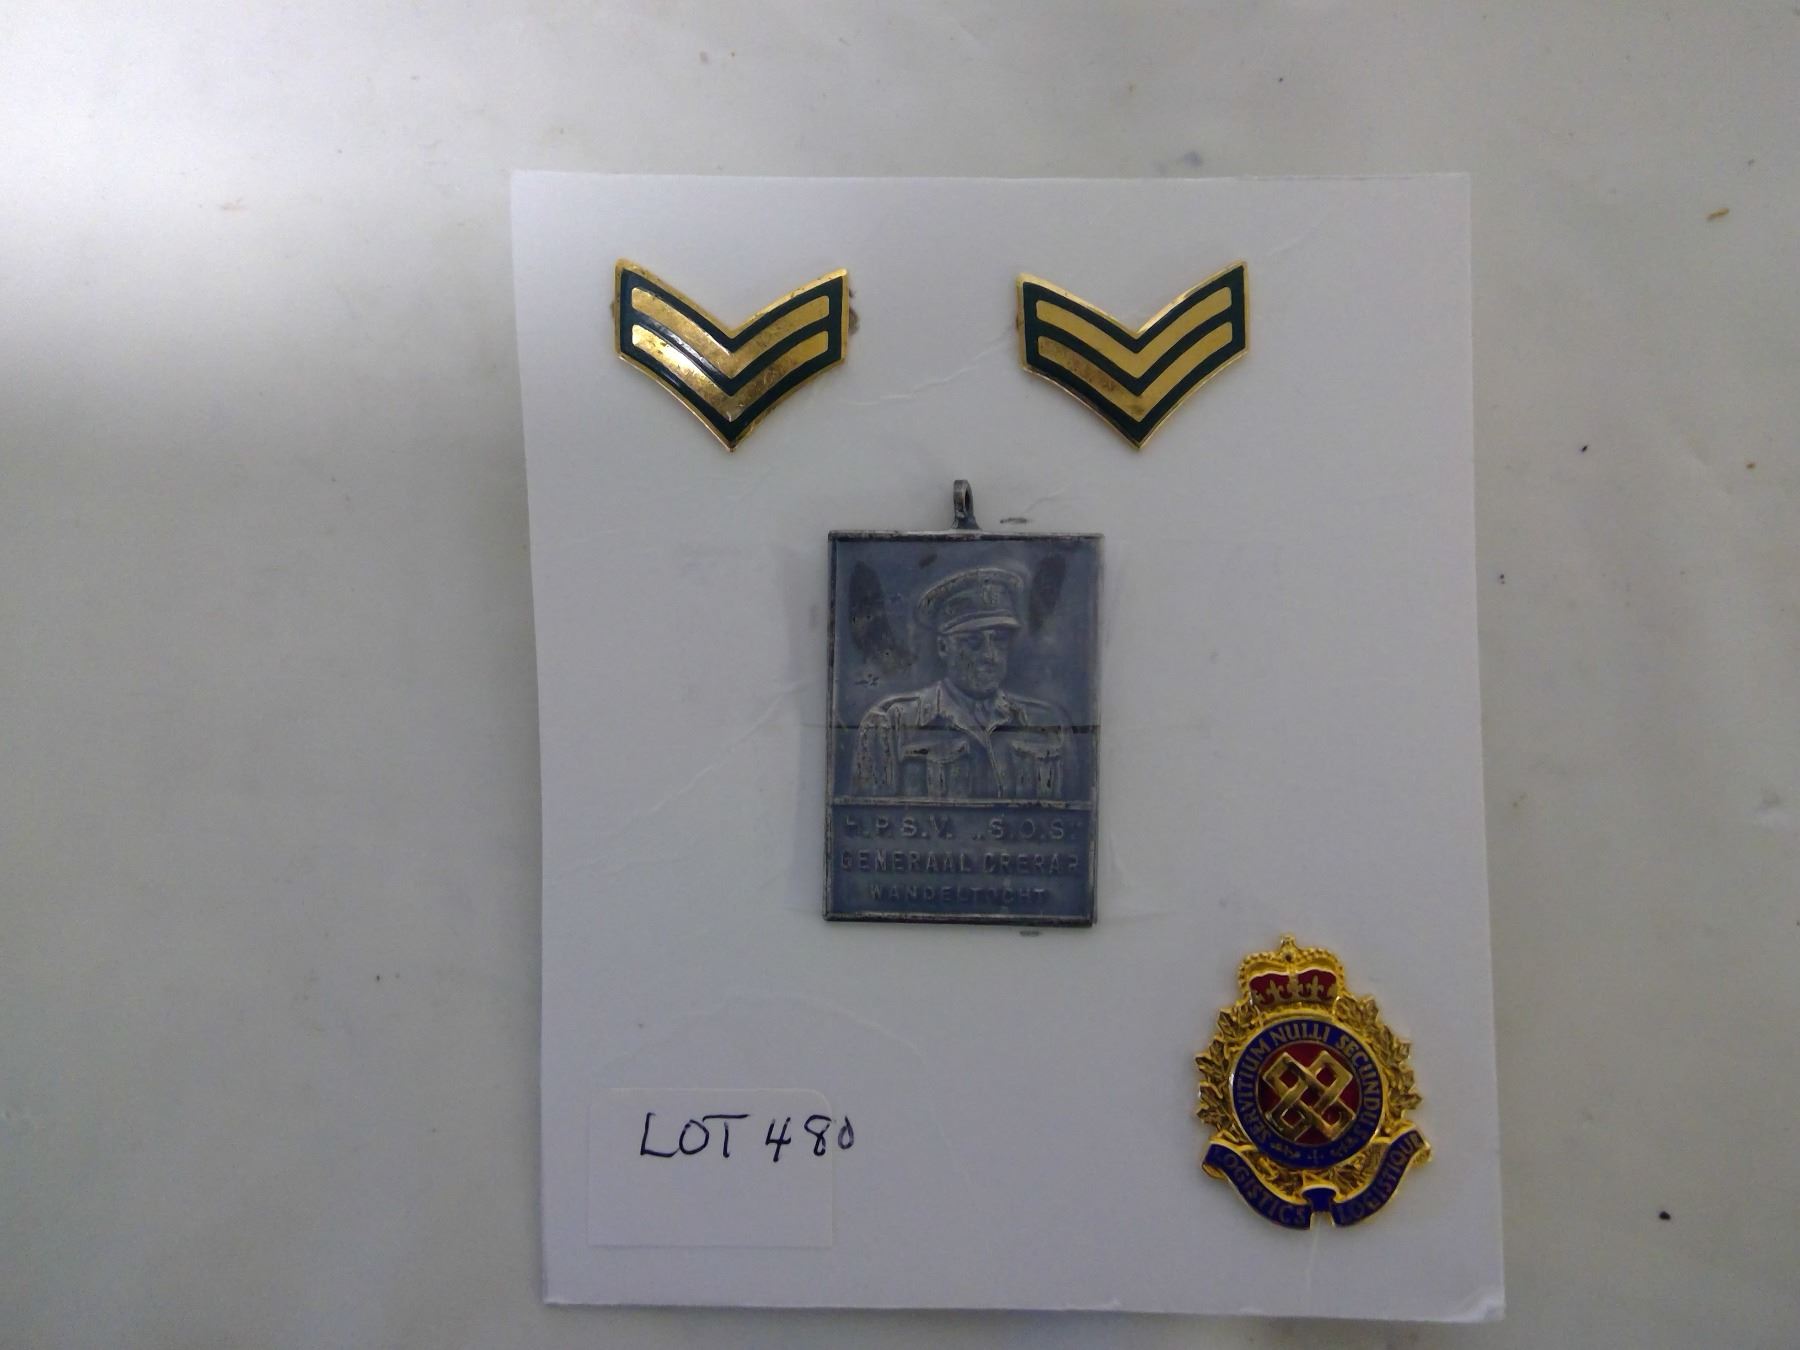 H.P.S.V. „S.O.S"
GENERAAL CRERAR
WANDELTOCHT
SERVITIUM NULLI SECUNDUS
LOGISTICS LOGISTIQUE
LOT 480